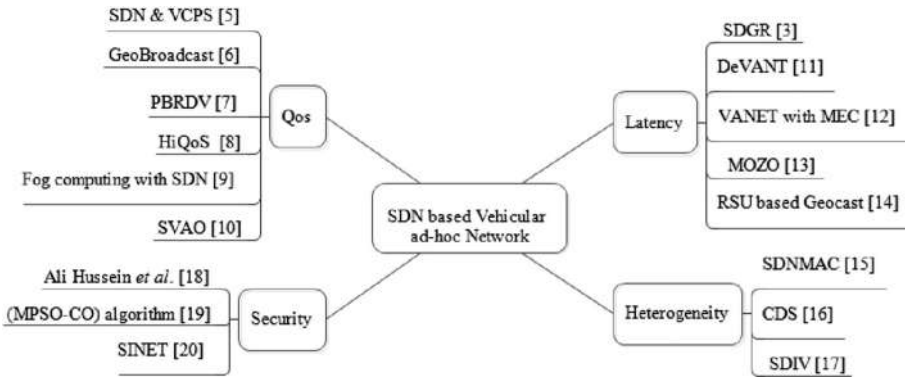 SDN & VCPS [5]
GeoBroadcast [6]
PBRDV [7]
HiQoS [8]
Fog computing with SDN [9]
SVAO [10]
Qos
SDGR [3]
DeVANT [11]
VANET with MEC [12]
MOZO [13]
RSU based Geocast [14]
Latency
SDN based Vehicular
ad-hoc Network
Ali Hussein et al. [18]
(MPSO-CO) algorithm [19]
SINET [20]
Security
SDNMAC [15]
CDS [16]
SDIV [17]
Heterogeneity